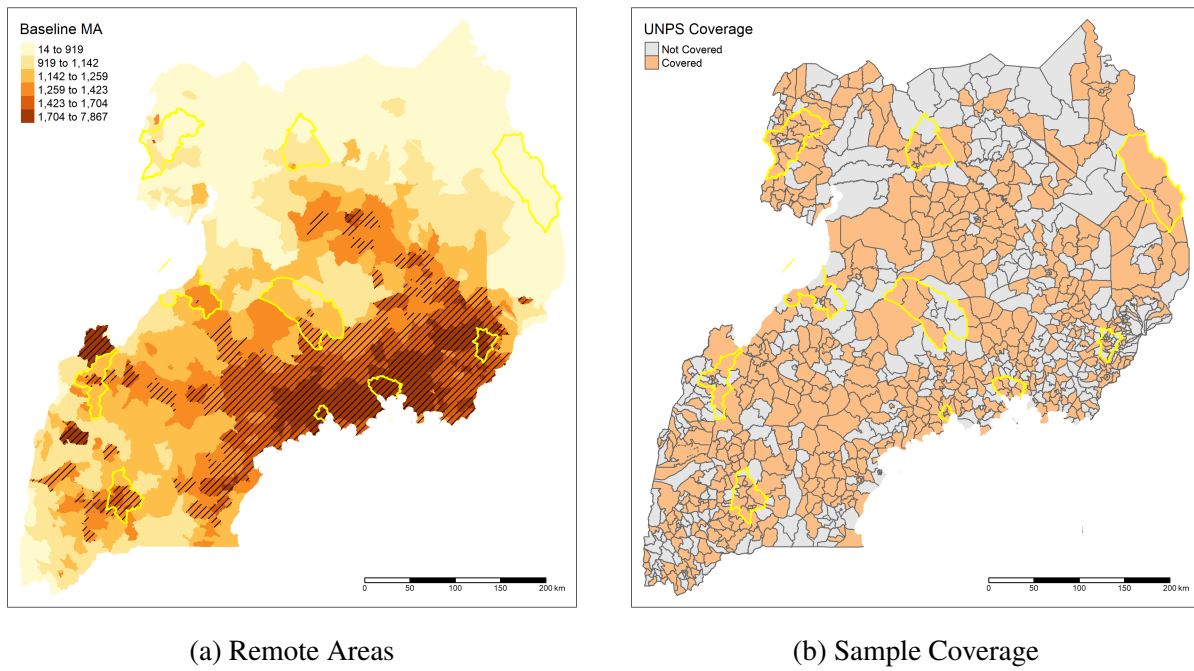 Baseline MA
14 to 919
919 to 1,142
1,142 to 1,259
1,259 to 1,423
1,423 to 1,704
1,704 to 7,867
0 50 100 150 200 km
(a) Remote Areas
UNPS Coverage
Not Covered
Covered
0 50 100 150 200 km
(b) Sample Coverage